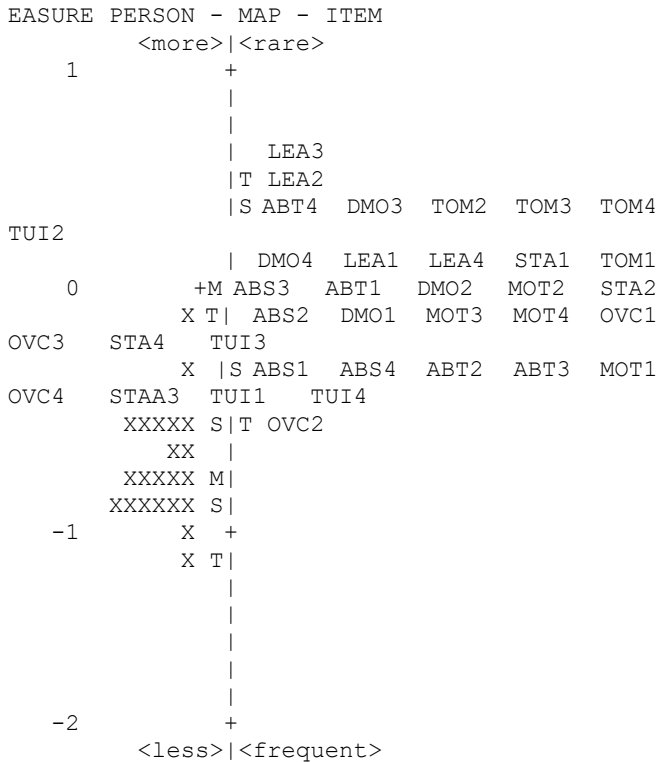 EASURE PERSON - MAP - ITEM
         <more>|<rare>
    1          +
               |
               |
               |  LEA3
               |T LEA2
               |S ABT4  DMO3  TOM2  TOM3  TOM4
TUI2
               | DMO4  LEA1  LEA4  STA1  TOM1
    0        +M ABS3  ABT1  DMO2  MOT2  STA2
            X T| ABS2  DMO1  MOT3  MOT4  OVC1
OVC3   STA4   TUI3
            X  |S ABS1  ABS4  ABT2  ABT3  MOT1
OVC4   STAA3  TUI1   TUI4
        XXXXX S|T OVC2
           XX  |
        XXXXX M|
       XXXXXX S|
   -1       X  +
            X T|
               |
               |
               |
               |
               |
   -2          +
         <less>|<frequent>